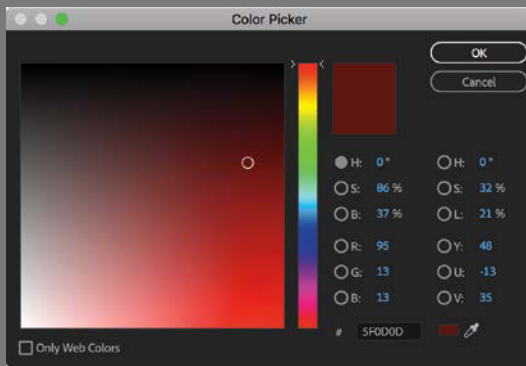 Color Picker
OK
Cancel
H: 0 ° H: 0 °
S: 86 % S: 32 %
B: 37 % L: 21 %
R: 95 Y: 48
G: 13 U: -13
B: 13 V: 35
# 5F0D0D
Only Web Colors